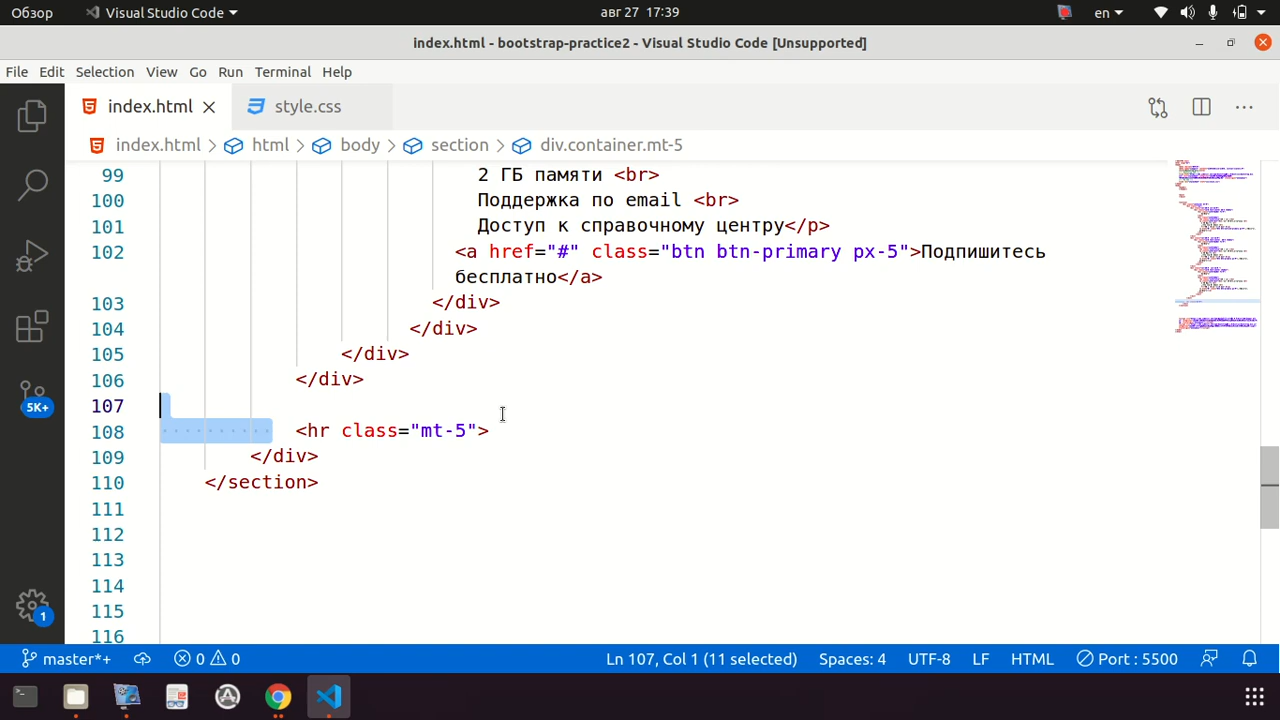 Обзор Visual Studio Code авг 27 17:39 en
index.html - bootstrap-practice2 - Visual Studio Code [Unsupported]
File Edit Selection View Go Run Terminal Help
index.html style.css
index.html html body section div.container.mt-5
99 2 ГБ памяти <br>
100 Поддержка по email <br>
101 Доступ к справочному центру</p>
102 <a href="#" class="btn btn-primary px-5">Подпишитесь
бесплатно</a>
103 </div>
104 </div>
105 </div>
106 </div>
107
108 <hr class="mt-5">
109 </div>
110 </section>
111
112
113
114
115
116
5K+
1
master*+ 0 0 Ln 107, Col 1 (11 selected) Spaces: 4 UTF-8 LF HTML Port : 5500